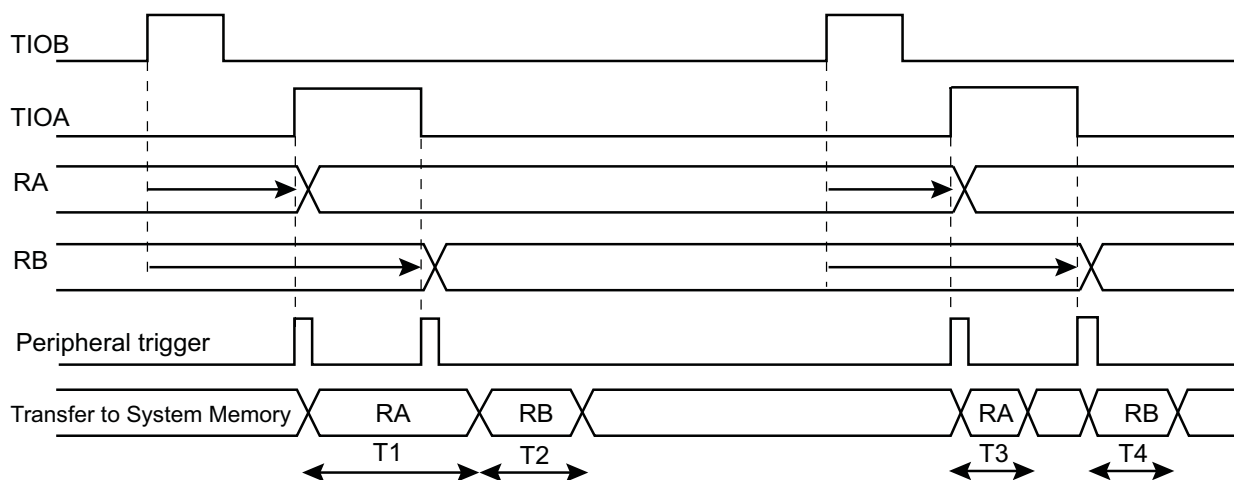 TIOB
TIOA
RA
RB
Peripheral trigger
Transfer to System Memory RA RB RA RB
T1 T2 T3 T4